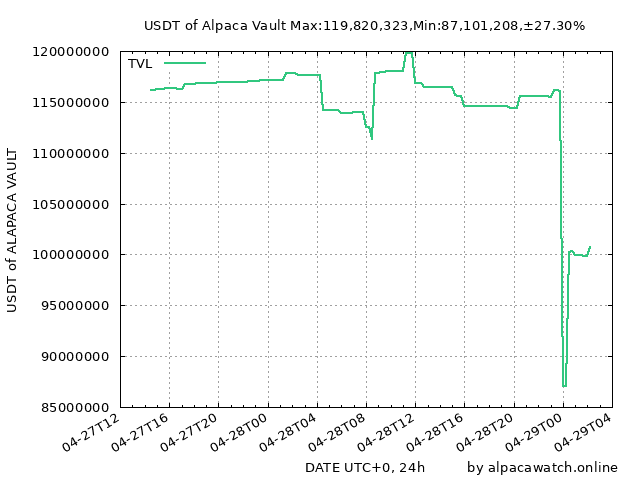 USDT of Alpaca Vault Max:119,820,323,Min:87,101,208,±27.30%
TVL
120000000
115000000
110000000
105000000
100000000
95000000
90000000
85000000
USDT of ALAPACA VAULT
04-27T12
04-27T16
04-27T20
04-28T00
04-28T04
04-28T08
04-28T12
04-28T16
04-28T20
04-29T00
04-29T04
DATE UTC+0, 24h
by alpacawatch.online